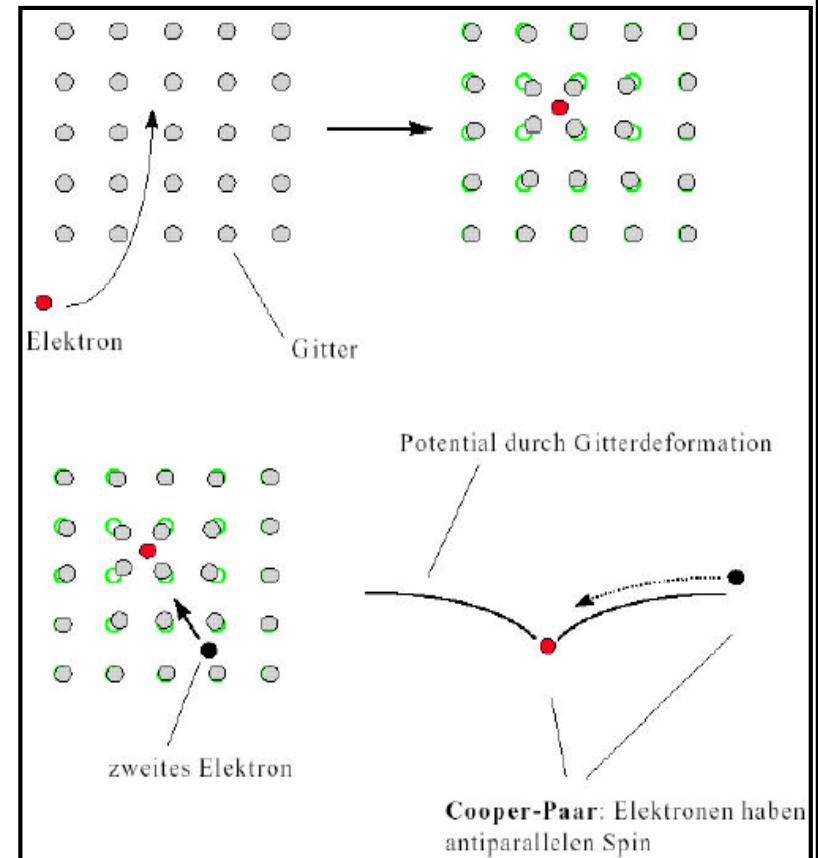 Elektron
Gitter
Potential durch Gitterdeformation
zweites Elektron
Cooper-Paar: Elektronen haben
antiparallelen Spin